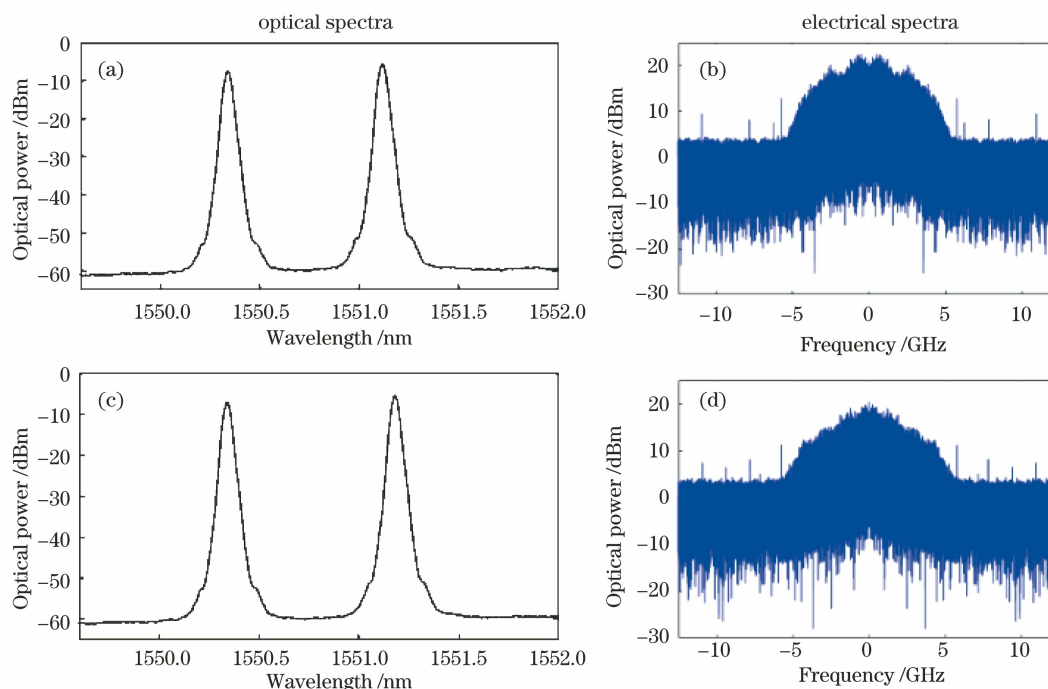 optical spectra
electrical spectra
(a)
Optical power /dBm
0
−10
−20
−30
−40
−50
−60
1550.0 1550.5 1551.1 1551.5 1552.0
Wavelength /nm
(b)
Optical power /dBm
20
10
0
−10
−20
−30
−10 −5 0 5 10
Frequency /GHz
(c)
Optical power /dBm
0
−10
−20
−30
−40
−50
−60
1550.0 1550.5 1551.1 1551.5 1552.0
Wavelength /nm
(d)
Optical power /dBm
20
10
0
−10
−20
−30
−10 −5 0 5 10
Frequency /GHz